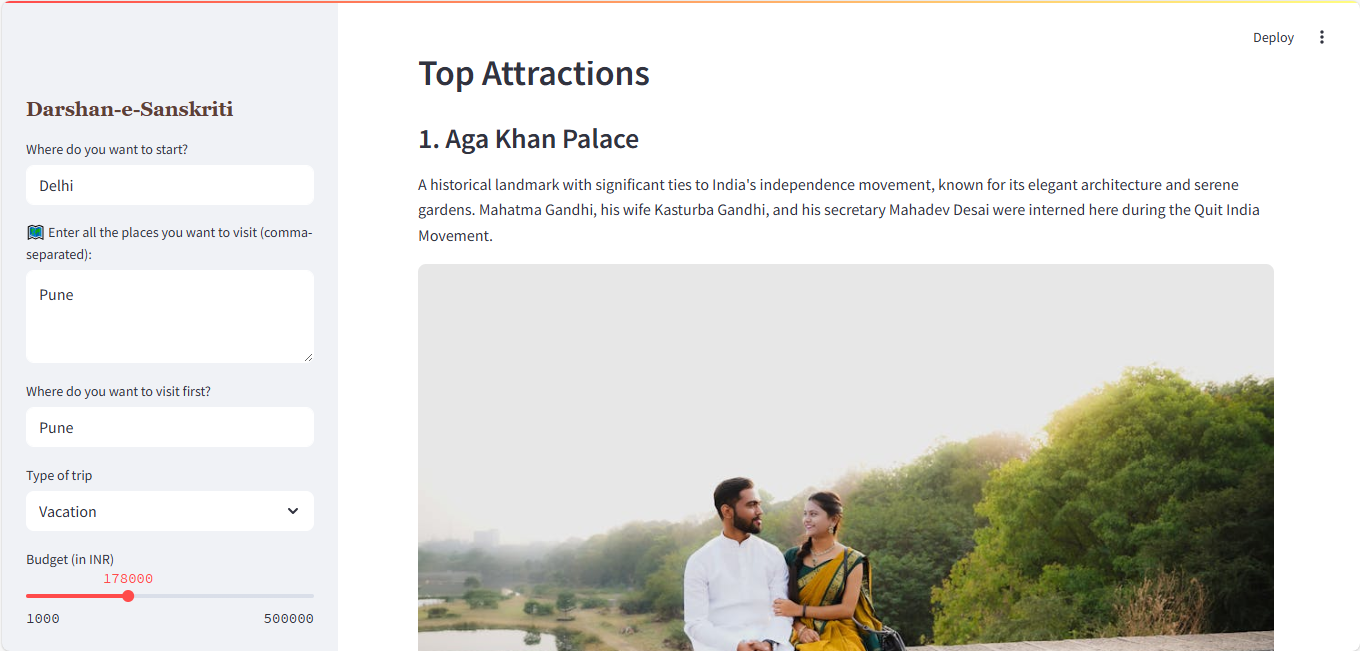 Deploy
Darshan-e-Sanskriti
Where do you want to start?
Delhi
Enter all the places you want to visit (comma-
separated):
Pune
Where do you want to visit first?
Pune
Type of trip
Vacation
Budget (in INR)
178000
1000
500000
Top Attractions
1. Aga Khan Palace
A historical landmark with significant ties to India's independence movement, known for its elegant architecture and serene
gardens. Mahatma Gandhi, his wife Kasturba Gandhi, and his secretary Mahadev Desai were interned here during the Quit India
Movement.